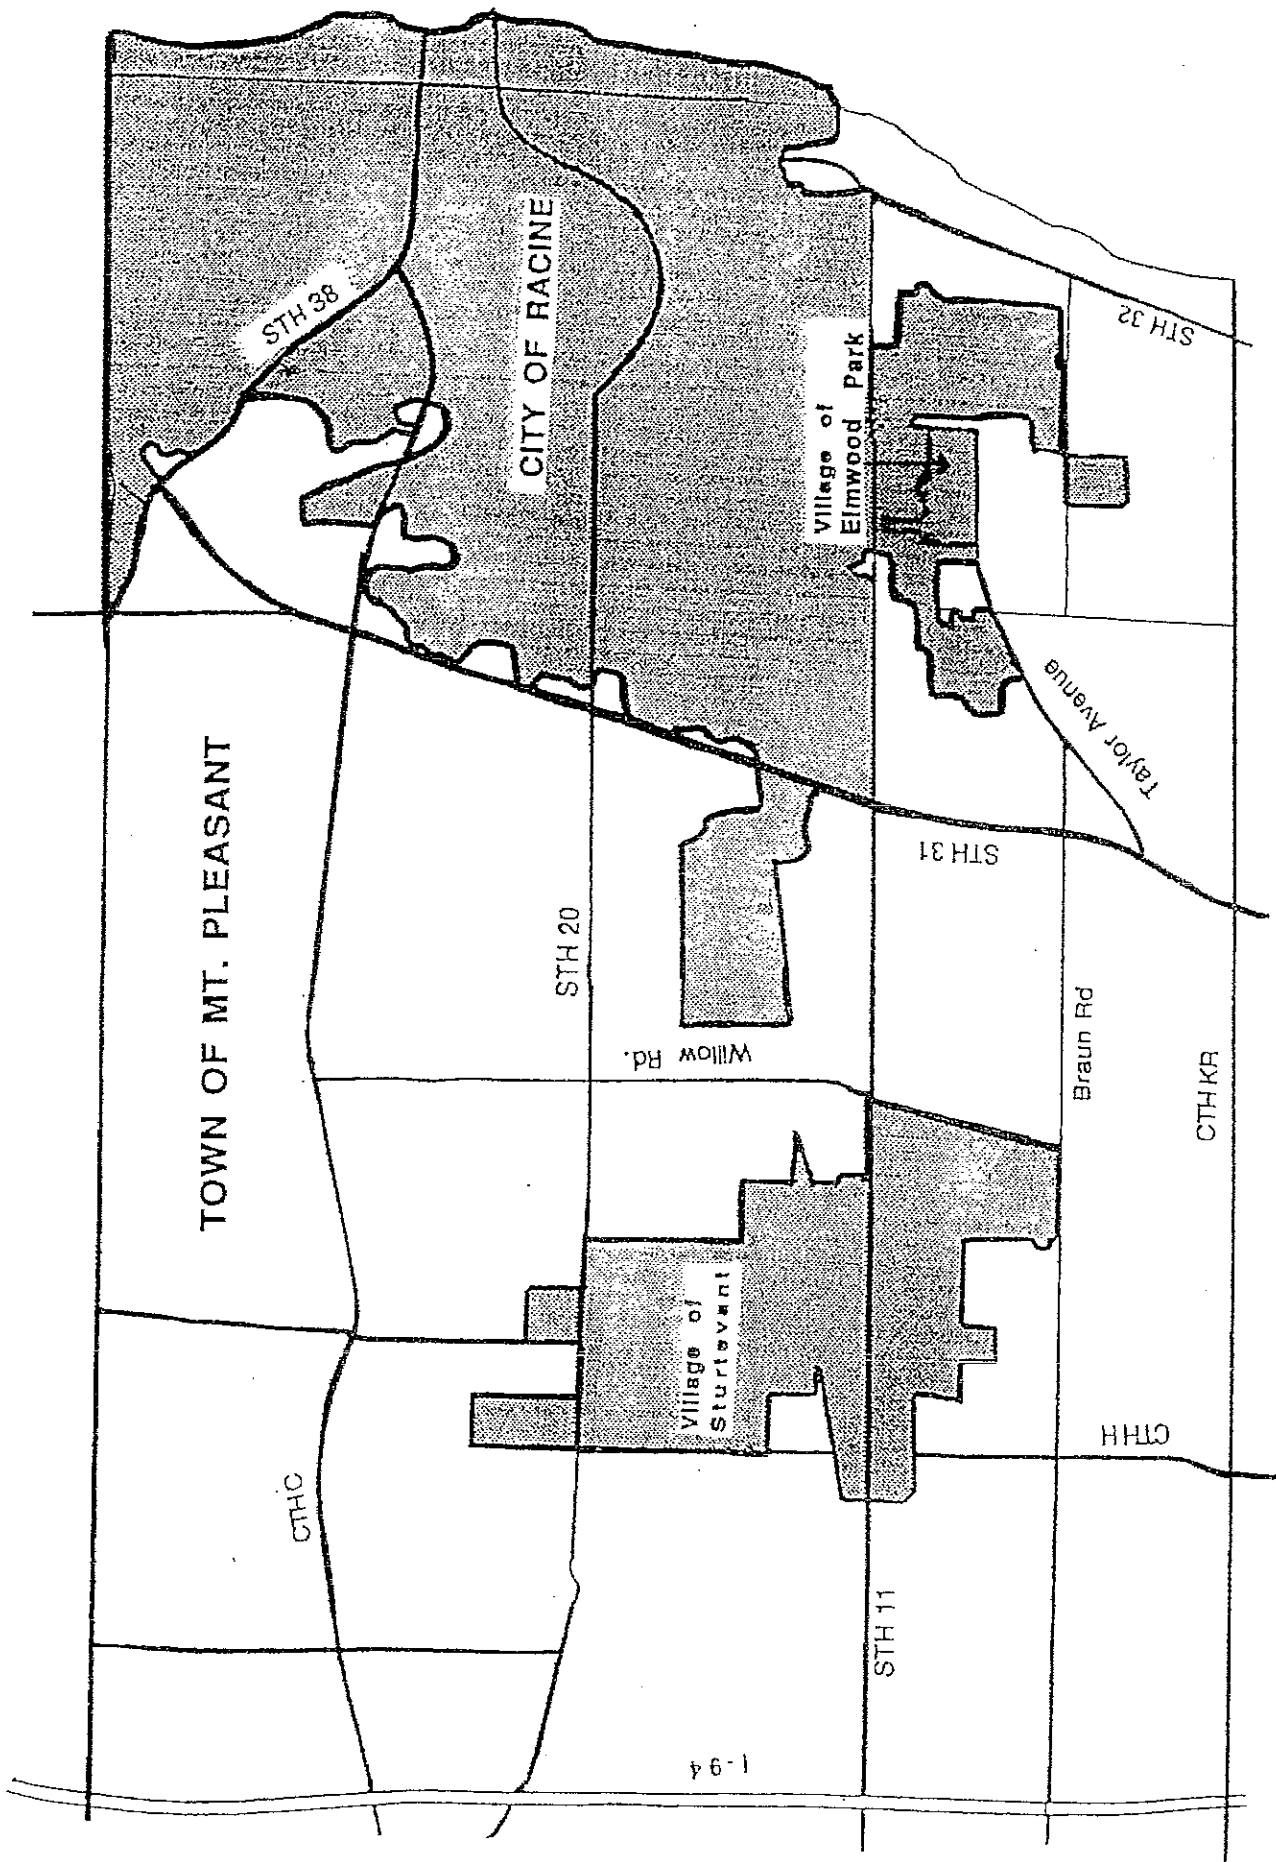 TOWN OF MT. PLEASANT
CITY OF RACINE
STH 38
Village of
Elmwood Park
STH 32
Taylor Avenue
STH 31
STH 20
Willow Rd.
Braun Rd
CTH KR
Village of
Sturtevant
CTH C
CTH H
STH 11
I-94